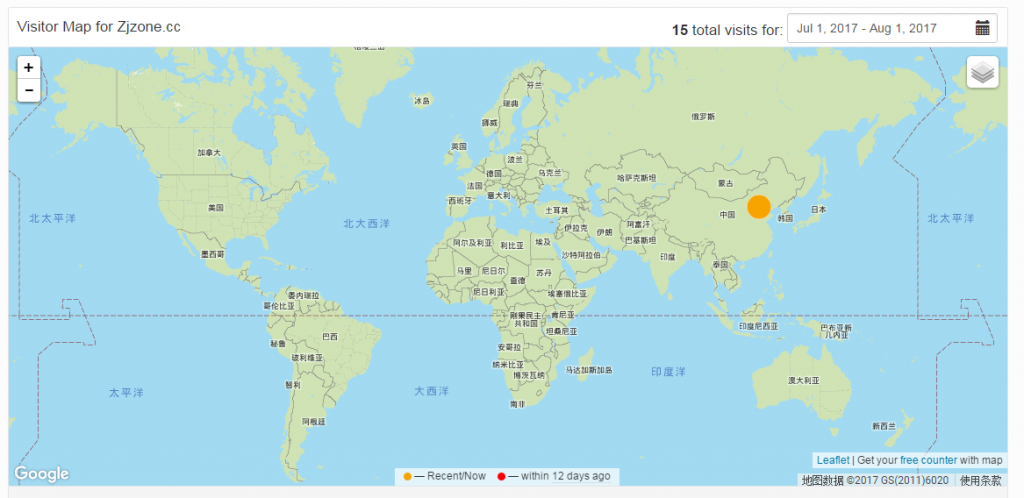 Visitor Map for Zjzone.cc
15 total visits for:
Jul 1, 2017 - Aug 1, 2017
+
-
冰岛
芬兰
瑞典
挪威
俄罗斯
英国
波兰
德国
乌克兰
法国
意大利
西班牙
土耳其
哈萨克斯坦
蒙古
中国
韩国
日本
加拿大
美国
墨西哥
北太平洋
北大西洋
北太平洋
伊拉克
伊朗
阿富汗
巴基斯坦
沙特阿拉伯
印度
泰国
阿尔及利亚
利比亚
埃及
马里
尼日尔
乍得
苏丹
尼日利亚
埃塞俄比亚
刚果民主
共和国
肯尼亚
坦桑尼亚
安哥拉
纳米比亚
博茨瓦纳
马达加斯加岛
南非
委内瑞拉
哥伦比亚
巴西
秘鲁
玻利维亚
智利
阿根廷
印度尼西亚
巴布亚新
几内亚
澳大利亚
新西兰
太平洋
大西洋
印度洋
Google
— Recent/Now — within 12 days ago
Leaflet | Get your free counter with map
地图数据 ©2017 GS(2011)6020 使用条款